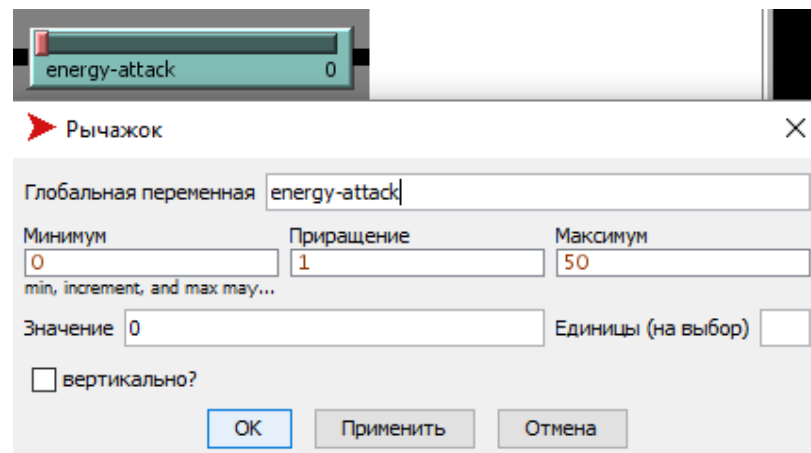 energy-attack 0
Рычажок
Глобальная переменная energy-attack
Минимум Приращение Максимум
0 1 50
min, increment, and max may...
Значение 0 Единицы (на выбор)
вертикально?
OK Применить Отмена